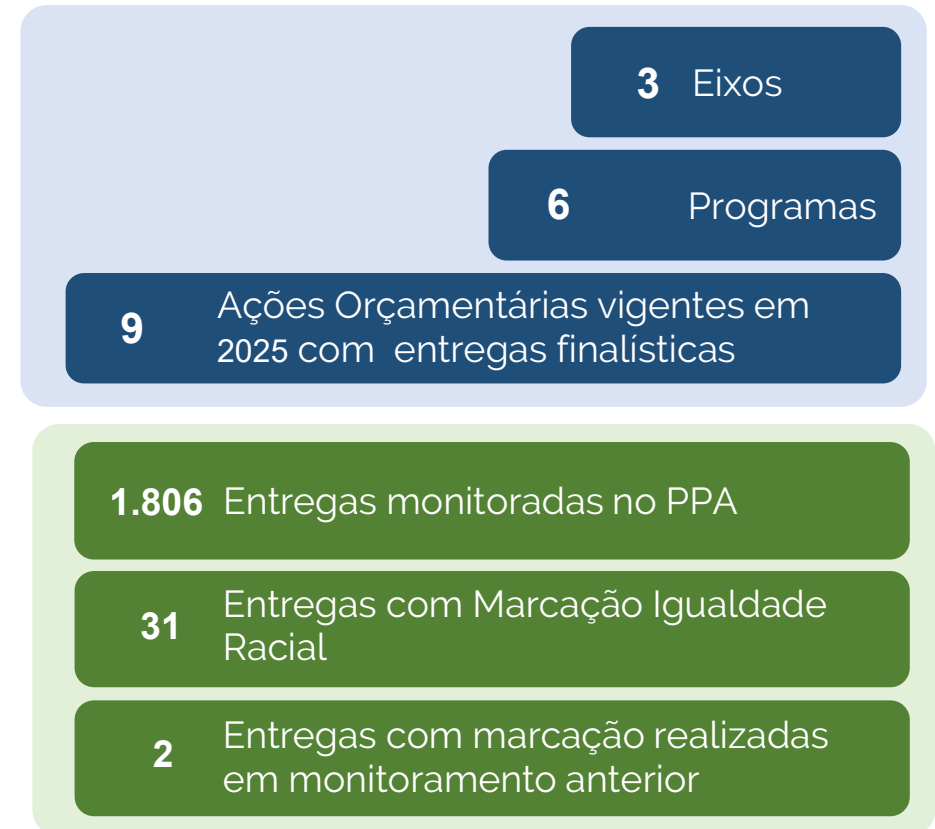 3 Eixos
6 Programas
9 Ações Orçamentárias vigentes em
2025 com entregas finalísticas
1.806 Entregas monitoradas no PPA
31 Entregas com Marcação Igualdade
Racial
2 Entregas com marcação realizadas
em monitoramento anterior